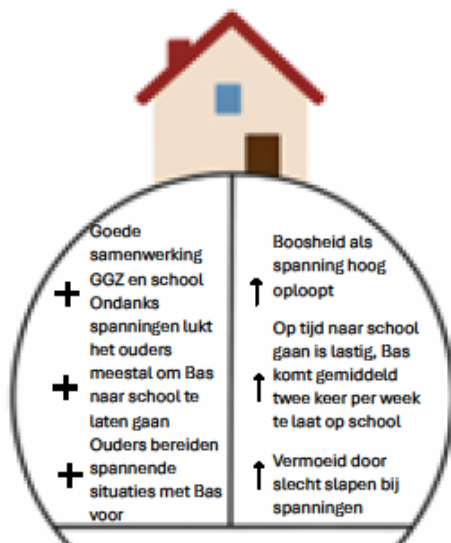 Goede
samenwerking
GGZ en school
Ondanks
spanningen lukt
het ouders
meestal om Bas
naar school te
laten gaan
Ouders bereiden
spannende
situaties met Bas
voor
Boosheid als
spanning hoog
oploopt
Op tijd naar school
gaan is lastig, Bas
komt gemiddeld
twee keer per week
te laat op school
Vermoeid door
slecht slapen bij
spanningen